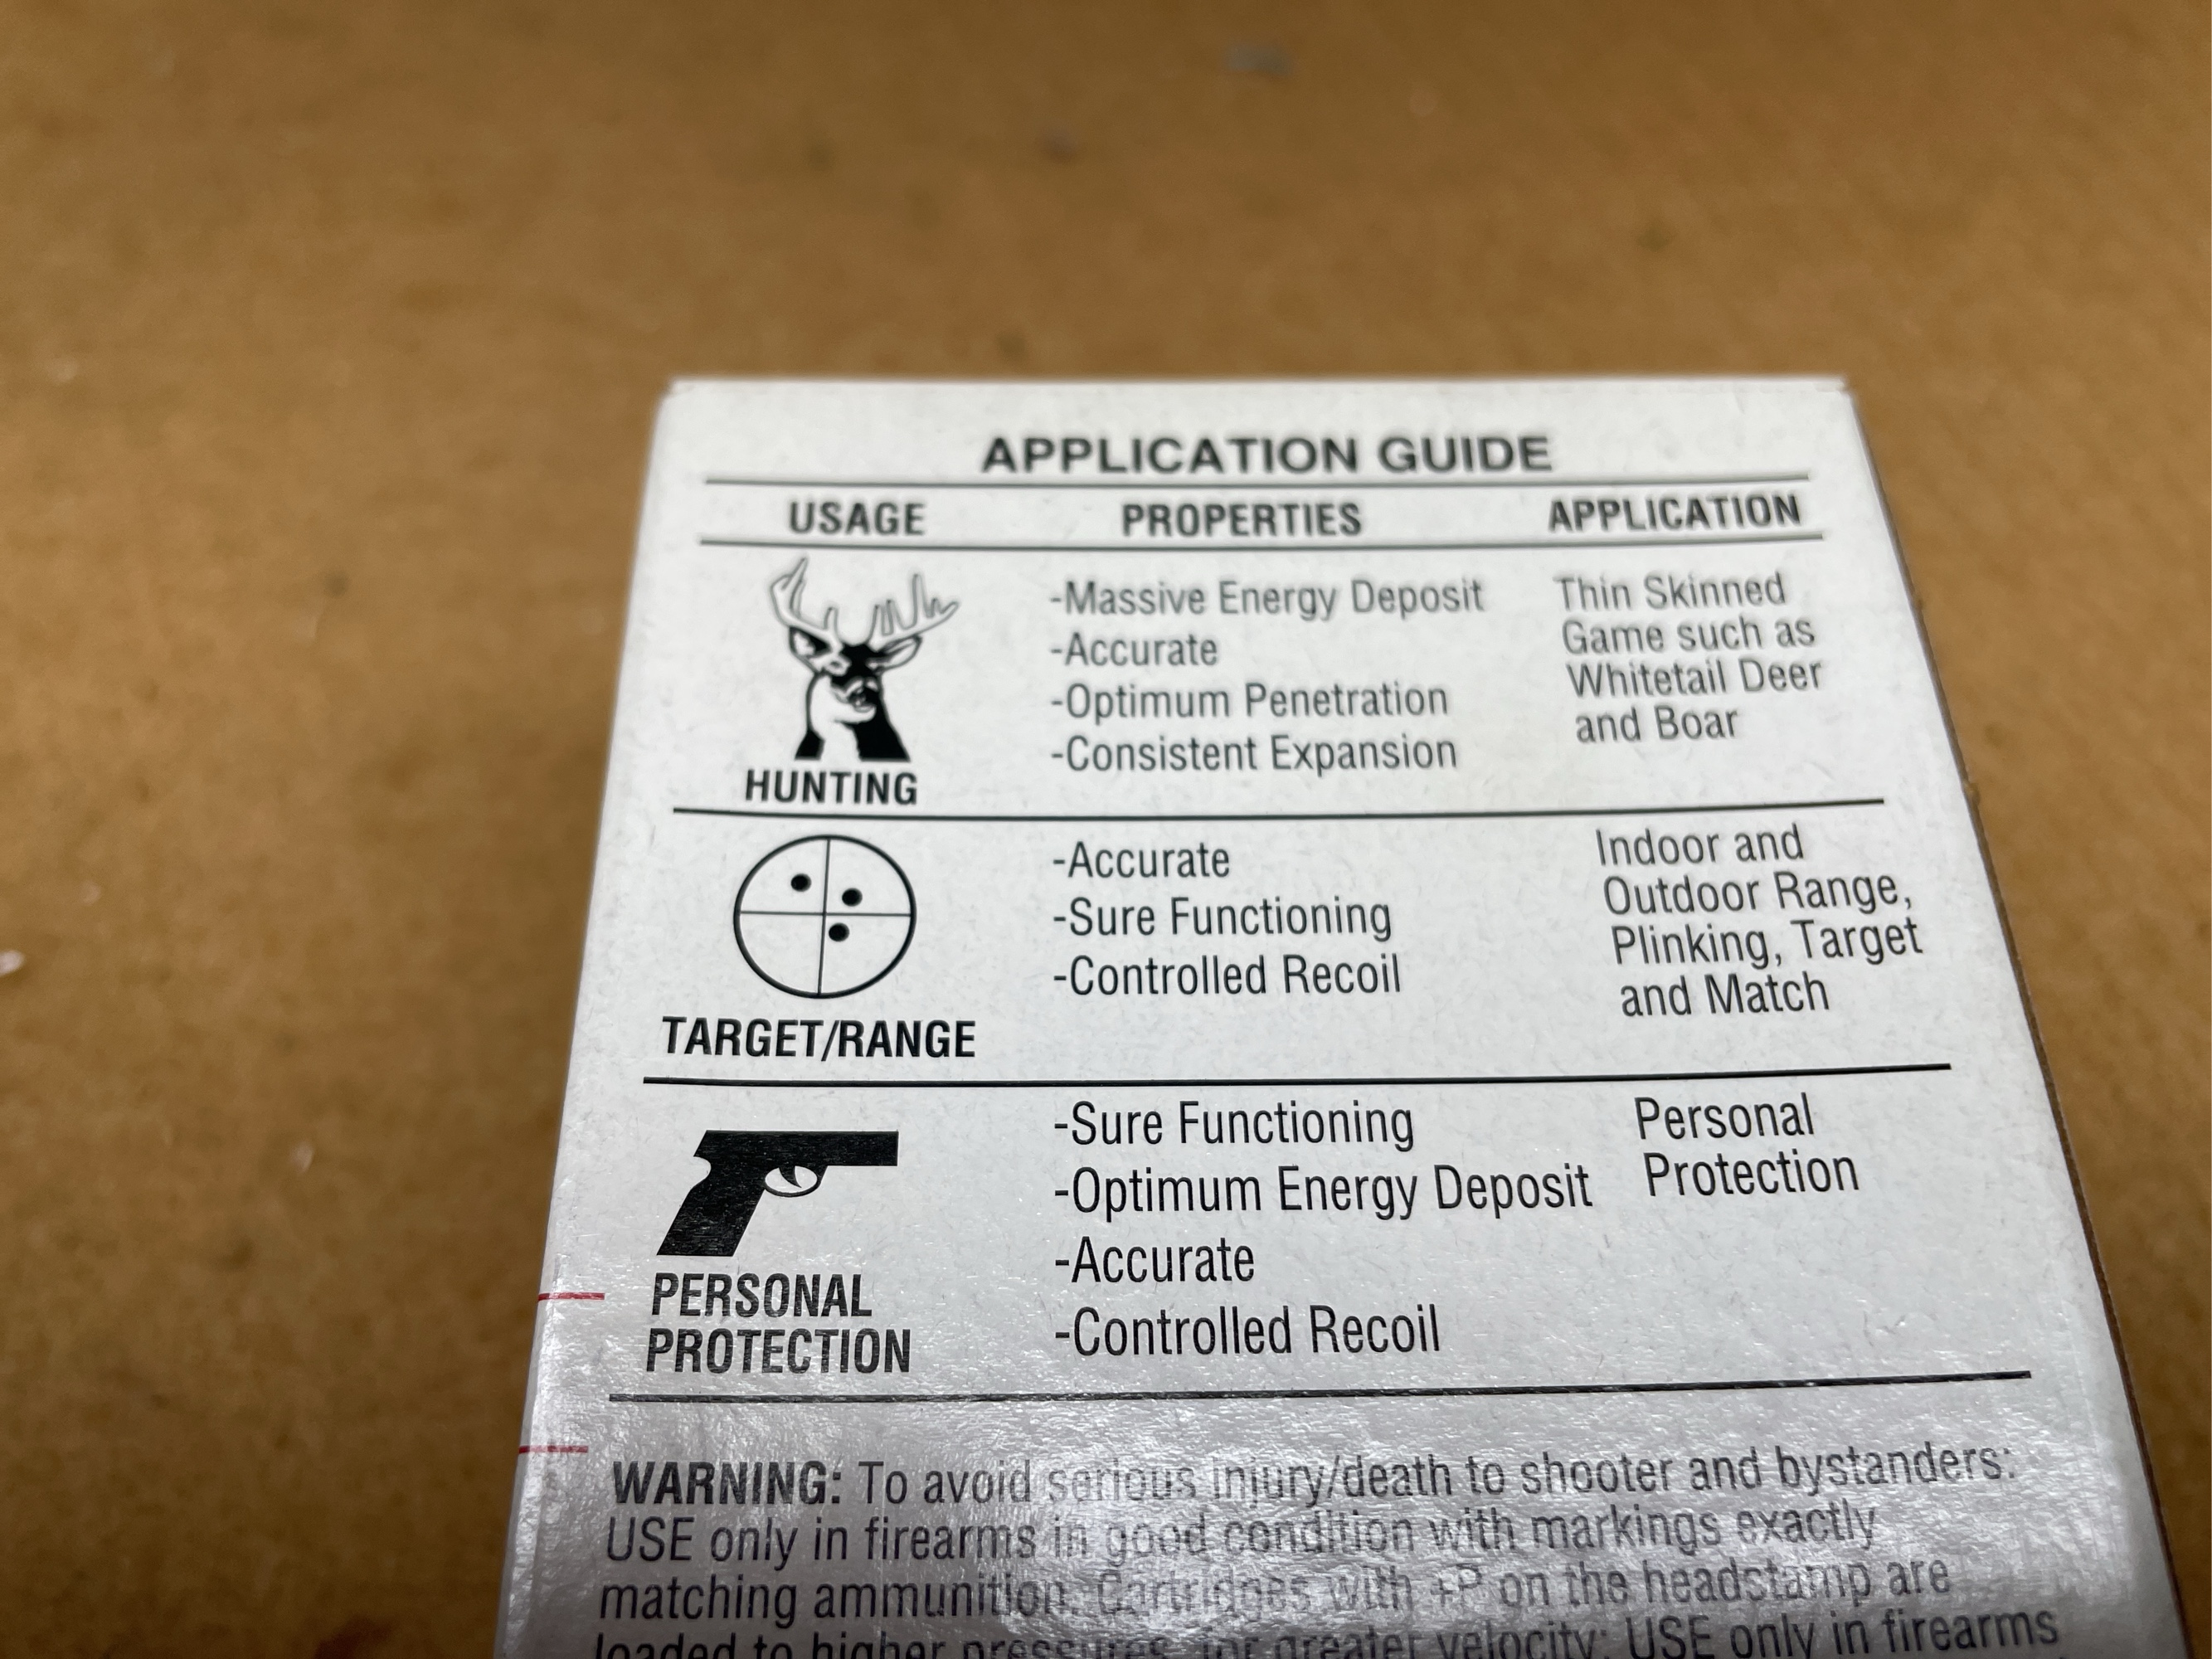 APPLICATION GUIDE
USAGE PROPERTIES APPLICATION
HUNTING
-Massive Energy Deposit
-Accurate
-Optimum Penetration
-Consistent Expansion
Thin Skinned
Game such as
Whitetail Deer
and Boar
TARGET/RANGE
-Accurate
-Sure Functioning
-Controlled Recoil
Indoor and
Outdoor Range,
Plinking, Target
and Match
PERSONAL
PROTECTION
-Sure Functioning
-Optimum Energy Deposit
-Accurate
-Controlled Recoil
Personal
Protection
WARNING: To avoid serious injury/death to shooter and bystanders:
USE only in firearms in good condition with markings exactly
matching ammunition. Cartridges with +P on the headstamp are
loaded to higher pressures, for greater velocity; USE only in firearms